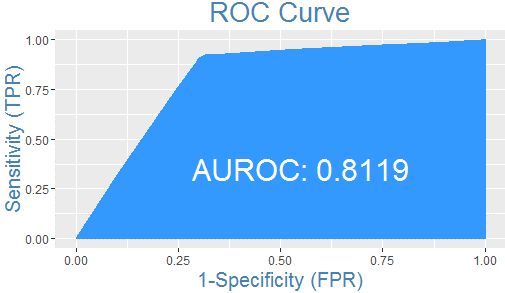 ROC Curve
1.00
0.75
0.50
0.25
0.00
Sensitivity (TPR)
AUROC: 0.8119
0.00 0.25 0.50 0.75 1.00
1-Specificity (FPR)